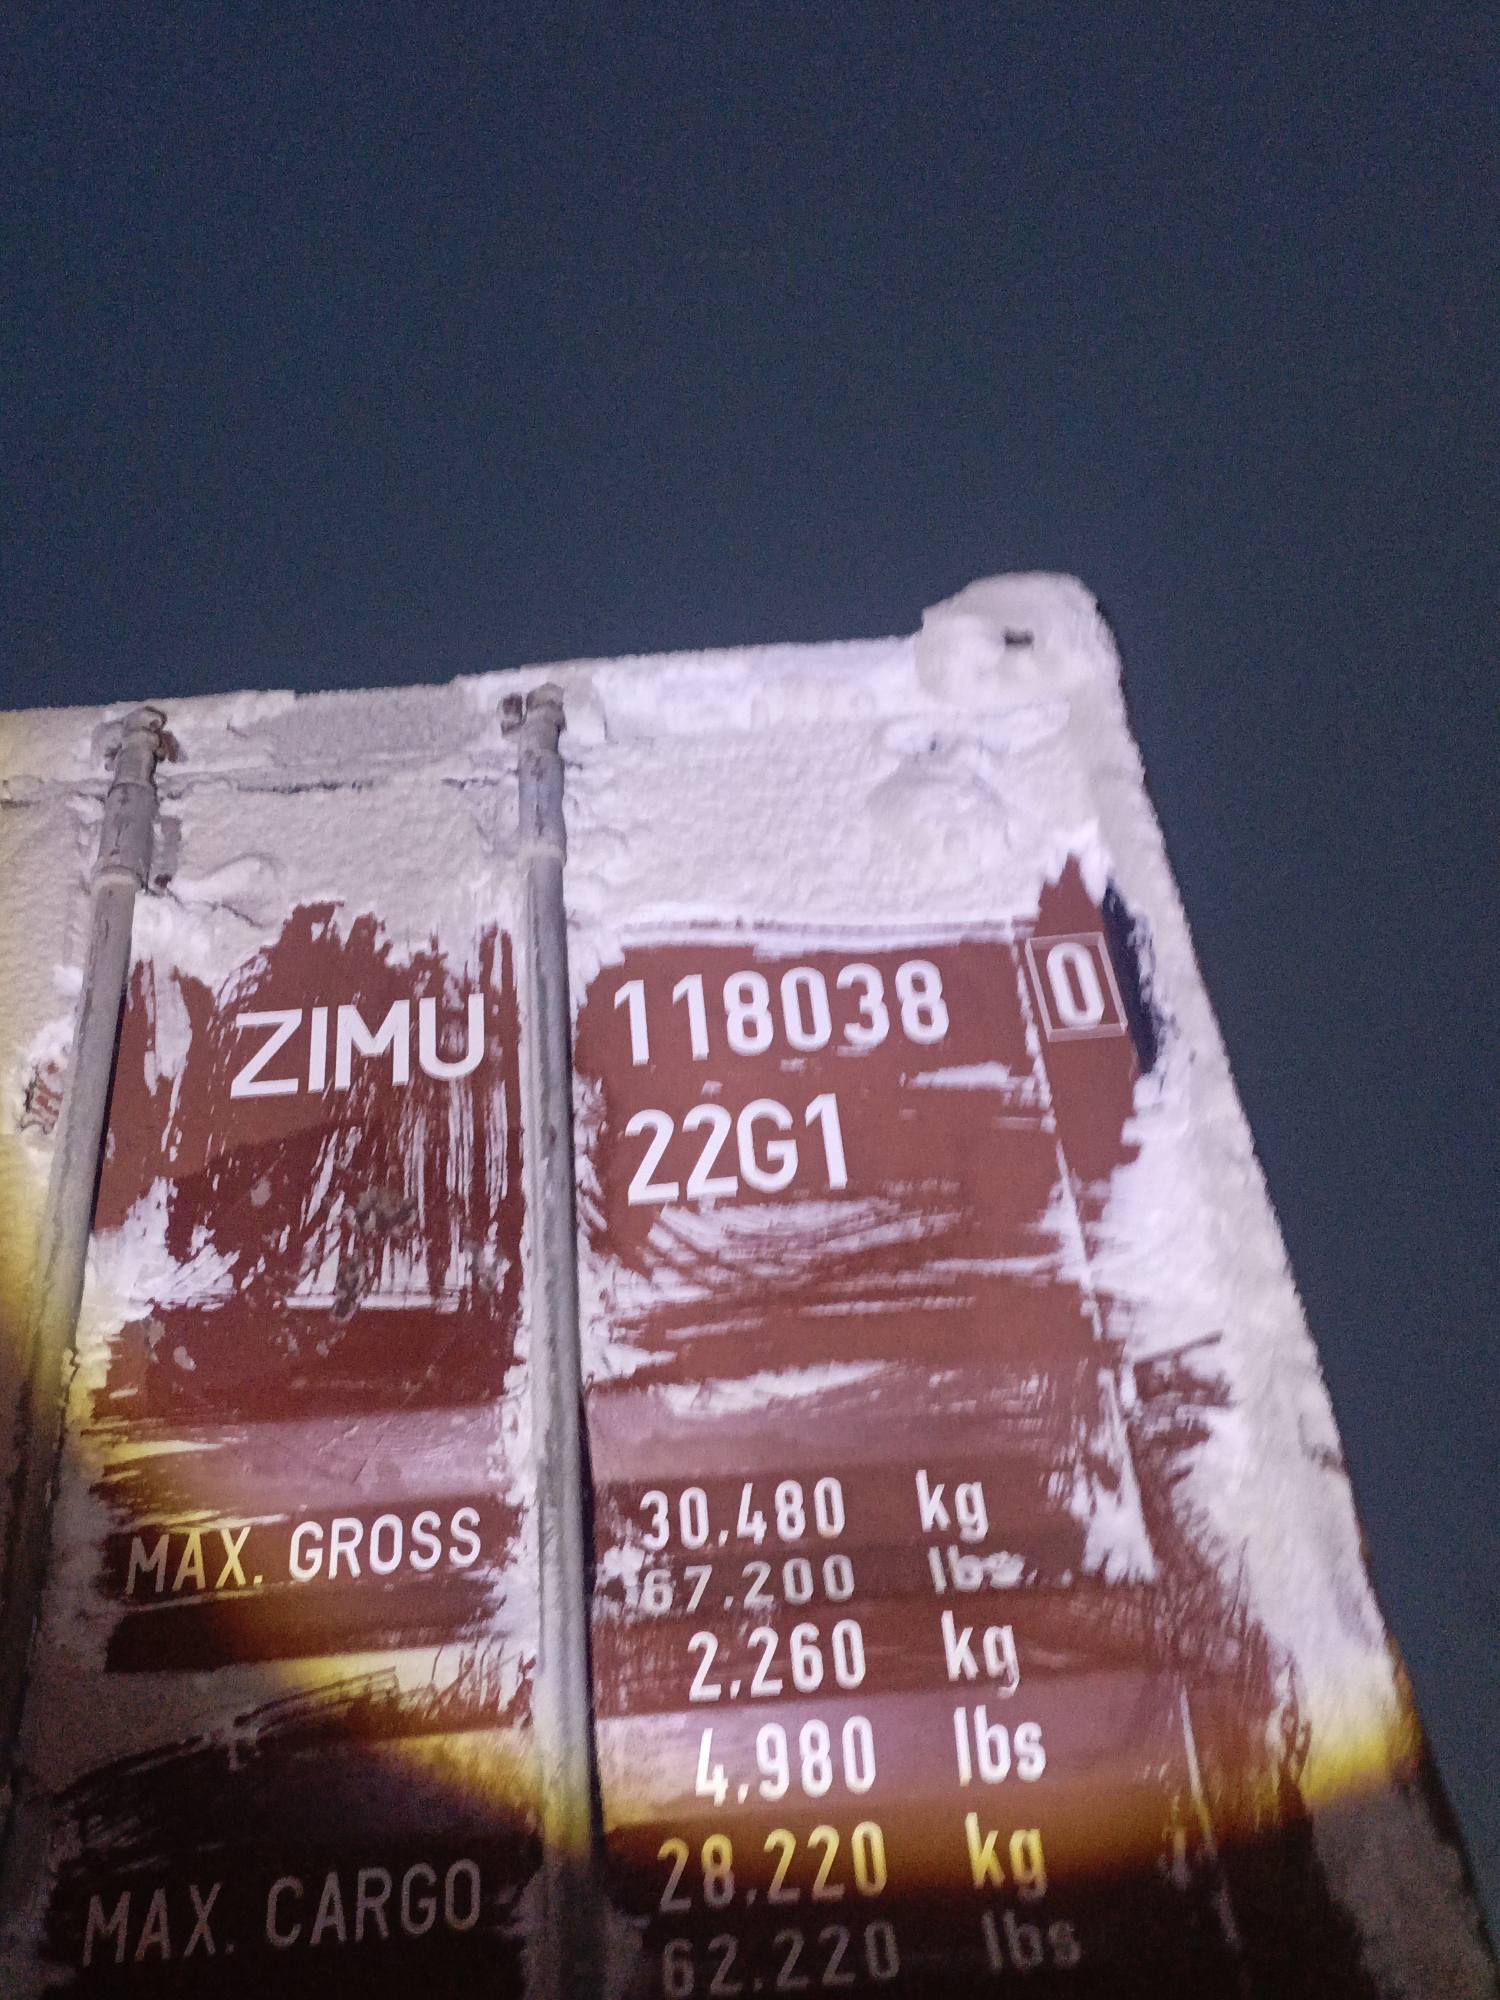 ZIMU 118038 0
22G1
MAX. GROSS 30.480 kg
67.200 lbs
2.260 kg
4.980 lbs
MAX. CARGO 28.220 kg
62.220 lbs